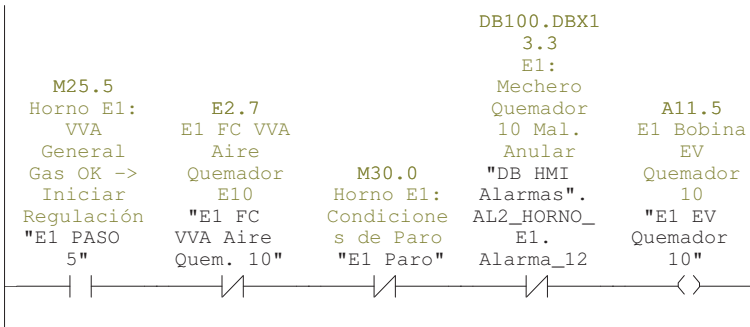 M25.5
Horno E1:
VVA
General
Gas OK ->
Iniciar
Regulación
"E1 PASO
5"
E2.7
E1 FC VVA
Aire
Quemador
E10
"E1 FC
VVA Aire
Quem. 10"
M30.0
Horno E1:
Condicione
s de Paro
"E1 Paro"
DB100.DBX1
3.3
E1:
Mechero
Quemador
10 Mal.
Anular
"DB HMI
Alarmas".
AL2_HORNO_
E1.
Alarma_12
A11.5
E1 Bobina
EV
Quemador
10
"E1 EV
Quemador
10"